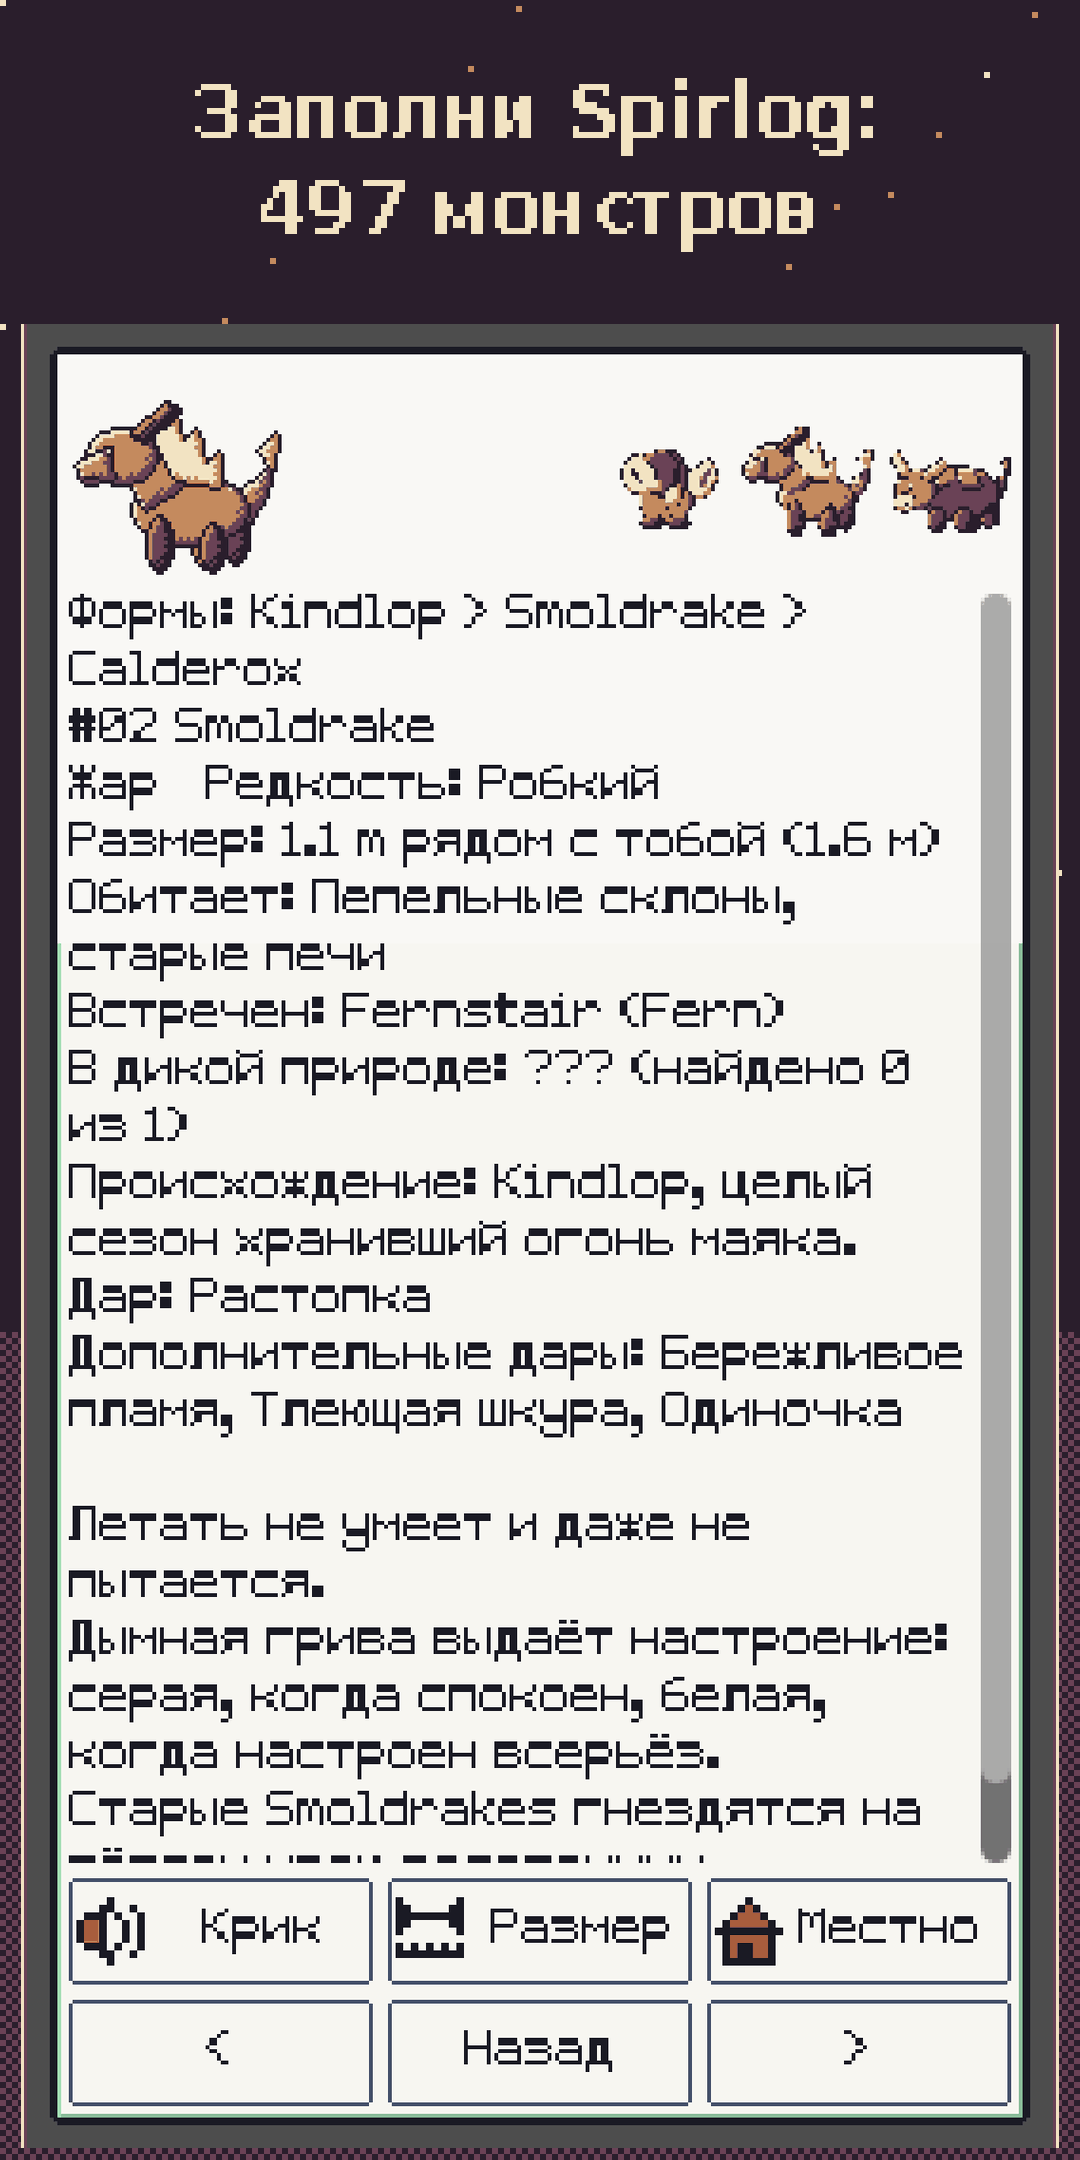 Заполни Spirlog:
497 монстров
Формы: Kindlop > Smoldrake >
Calderox
#02 Smoldrake
Жар Редкость: Робкий
Размер: 1.1 m рядом с тобой (1.6 м)
Обитает: Пепельные склоны,
старые печи
Встречен: Fernstair (Fern)
В дикой природе: ??? (найдено 0
из 1)
Происхождение: Kindlop, целый
сезон хранивший огонь маяка.
Дар: Растопка
Дополнительные дары: Бережливое
пламя, Тлеющая шкура, Одиночка
Летать не умеет и даже не
пытается.
Дымная грива выдаёт настроение:
серая, когда спокоен, белая,
когда настроен всерьёз.
Старые Smoldrakes гнездятся на
Крик Размер Местно
< Назад >